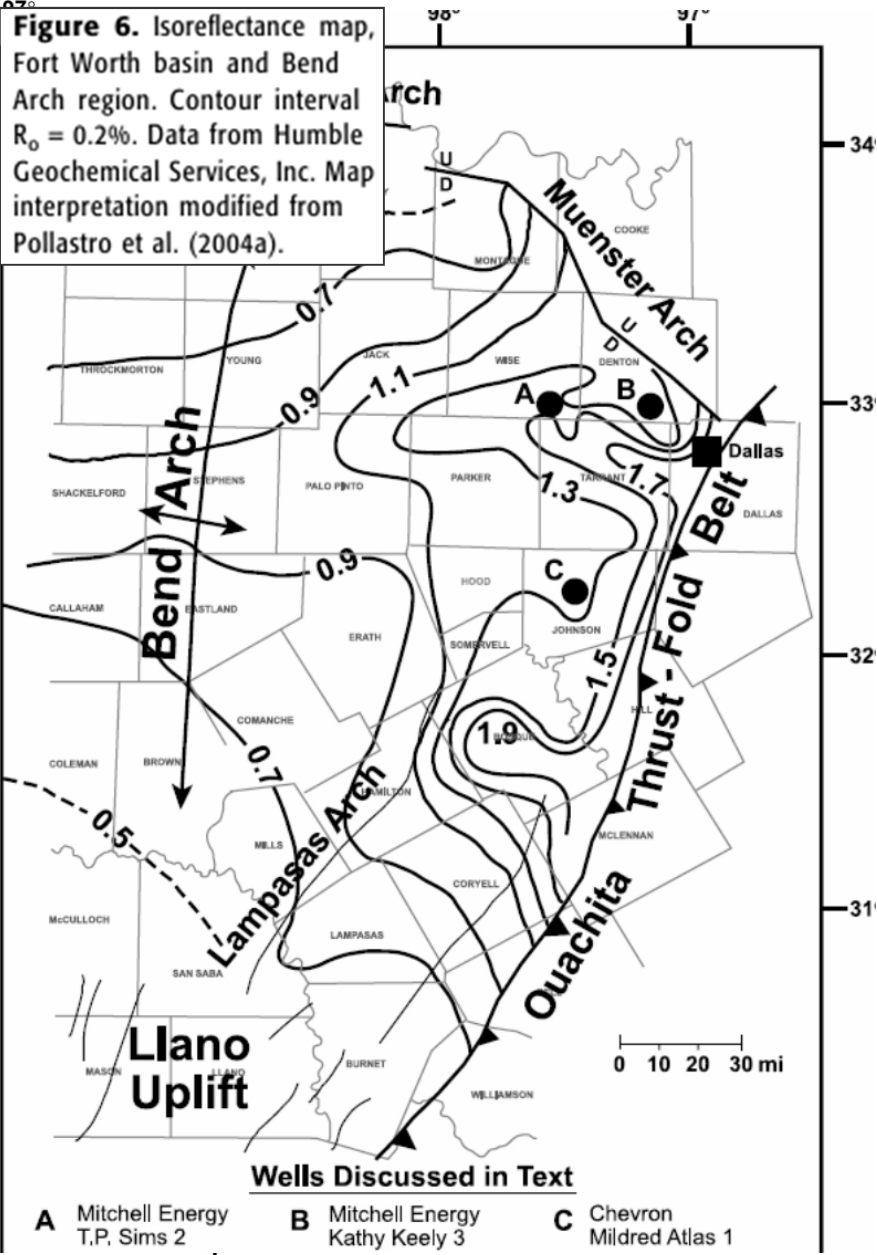 97°
98°
97°
Figure 6. Isoreflectance map,
Fort Worth basin and Bend
Arch region. Contour interval
Ro = 0.2%. Data from Humble
Geochemical Services, Inc. Map
interpretation modified from
Pollastro et al. (2004a).
Arch
34°
U
D
Muenster Arch
COOKE
MONTAGUE
0.7
U
D
THROCKMORTON
YOUNG
JACK
WISE
DENTON
1.1
0.9
A
B
33°
Dallas
Bend Arch
SHACKELFORD
STEPHENS
PALO PINTO
PARKER
TARRANT
1.3
1.7
DALLAS
0.9
HOOD
C
CALLAHAM
EASTLAND
ERATH
SOMERVELL
JOHNSON
32°
1.5
HILL
COMANCHE
1.9
BOSQUE
COLEMAN
BROWN
0.7
HAMILTON
Lampasas Arch
0.5
MILLS
MCLENNAN
CORYELL
31°
McCULLOCH
LAMPASAS
SAN SABA
Ouachita Thrust - Fold Belt
Llano
Uplift
MASON
LLANO
BURNET
WILLIAMSON
0 10 20 30 mi
Wells Discussed in Text
A Mitchell Energy
T.P. Sims 2
B Mitchell Energy
Kathy Keely 3
C Chevron
Mildred Atlas 1